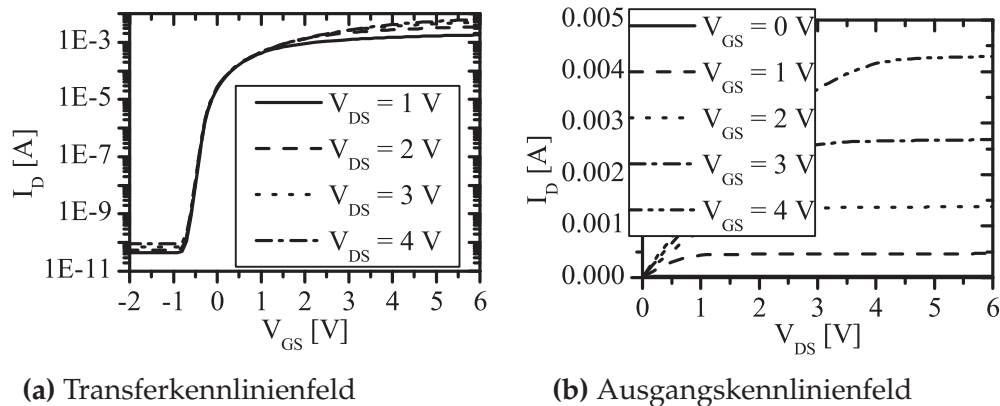 1E-3
1E-5
1E-7
1E-9
1E-11
I_D [A]
V_DS = 1 V
V_DS = 2 V
V_DS = 3 V
V_DS = 4 V
-2 -1 0 1 2 3 4 5 6
V_GS [V]
(a) Transferkennlinienfeld
0.005
0.004
0.003
0.002
0.001
0.000
I_D [A]
V_GS = 0 V
V_GS = 1 V
V_GS = 2 V
V_GS = 3 V
V_GS = 4 V
0 1 2 3 4 5 6
V_DS [V]
(b) Ausgangskennlinienfeld